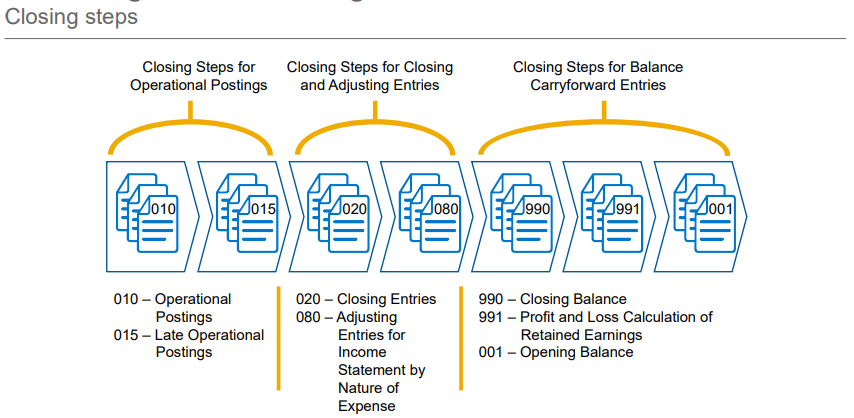 Closing steps
Closing Steps for
Operational Postings
Closing Steps for Closing
and Adjusting Entries
Closing Steps for Balance
Carryforward Entries
010
015
020
080
990
991
001
010 – Operational
Postings
015 – Late Operational
Postings
020 – Closing Entries
080 – Adjusting
Entries for
Income
Statement by
Nature of
Expense
990 – Closing Balance
991 – Profit and Loss Calculation of
Retained Earnings
001 – Opening Balance